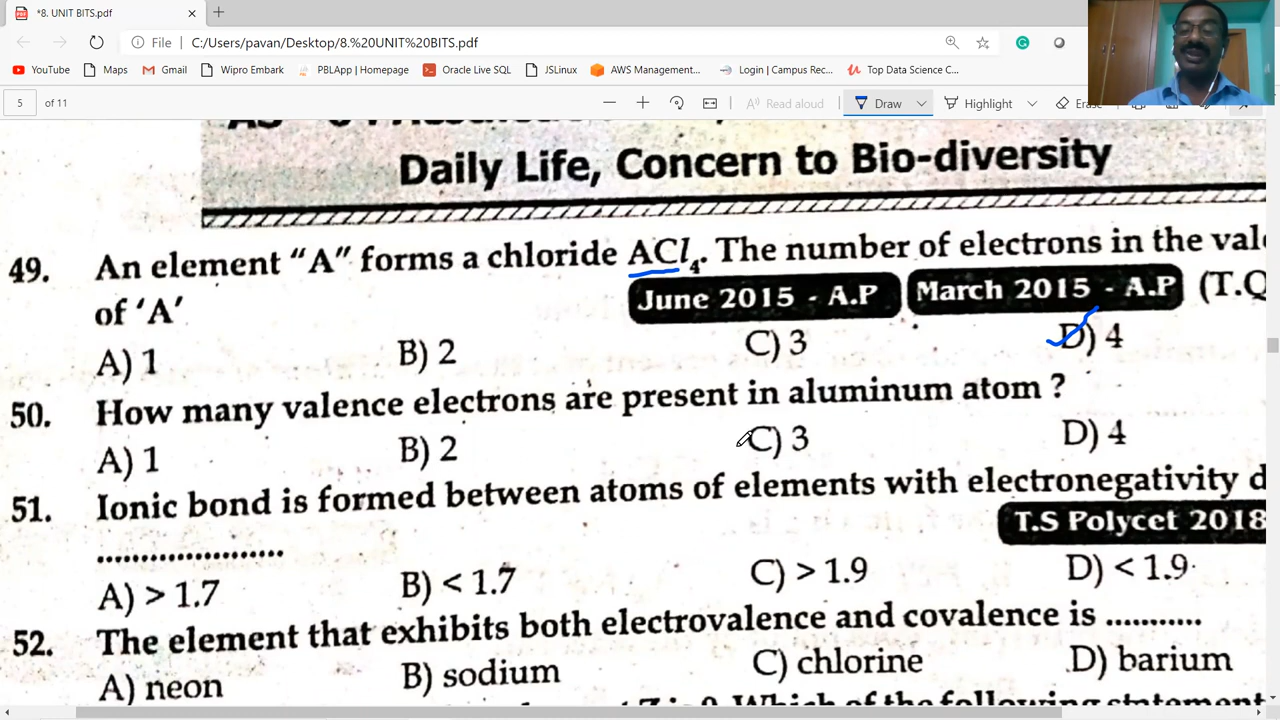 *8. UNIT BITS.pdf
File C:/Users/pavan/Desktop/8.%20UNIT%20BITS.pdf
YouTube Maps Gmail Wipro Embark PBLApp | Homepage Oracle Live SQL JSLinux AWS Management... Login | Campus Rec... Top Data Science C...
5 of 11 Read aloud Draw Highlight
Daily Life, Concern to Bio-diversity
49. An element "A" forms a chloride ACl4. The number of electrons in the
of 'A' June 2015 - A.P March 2015 - A.P
A) 1 B) 2 C) 3 D) 4
50. How many valence electrons are present in aluminum atom ?
A) 1 B) 2 C) 3 D) 4
51. Ionic bond is formed between atoms of elements with electronegativity
..................... T.S Polycet 2018
A) > 1.7 B) < 1.7 C) > 1.9 D) < 1.9
52. The element that exhibits both electrovalence and covalence is ...........
A) neon B) sodium C) chlorine D) barium
Which of the following statement